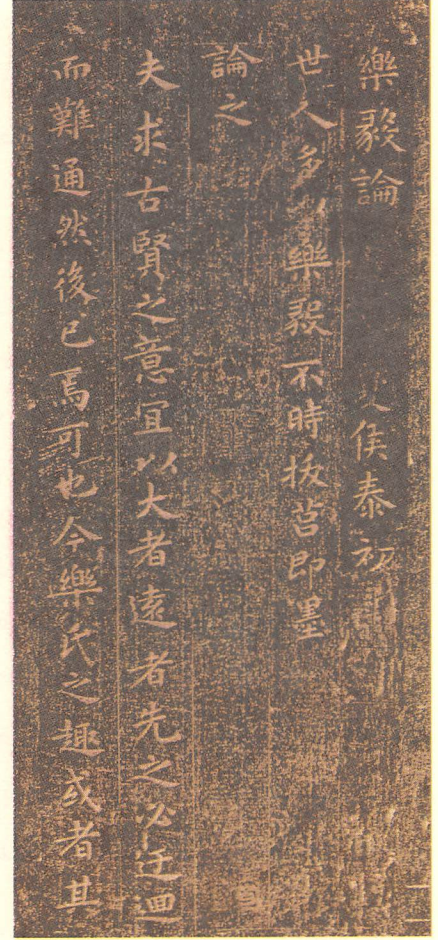 樂毅論 夏侯泰初
世人多以樂毅不時拔莒即墨
論之
夫求古賢之意宜以大者遠者先之必迂迴
而難通然後已焉可也今樂氏之趣或者其